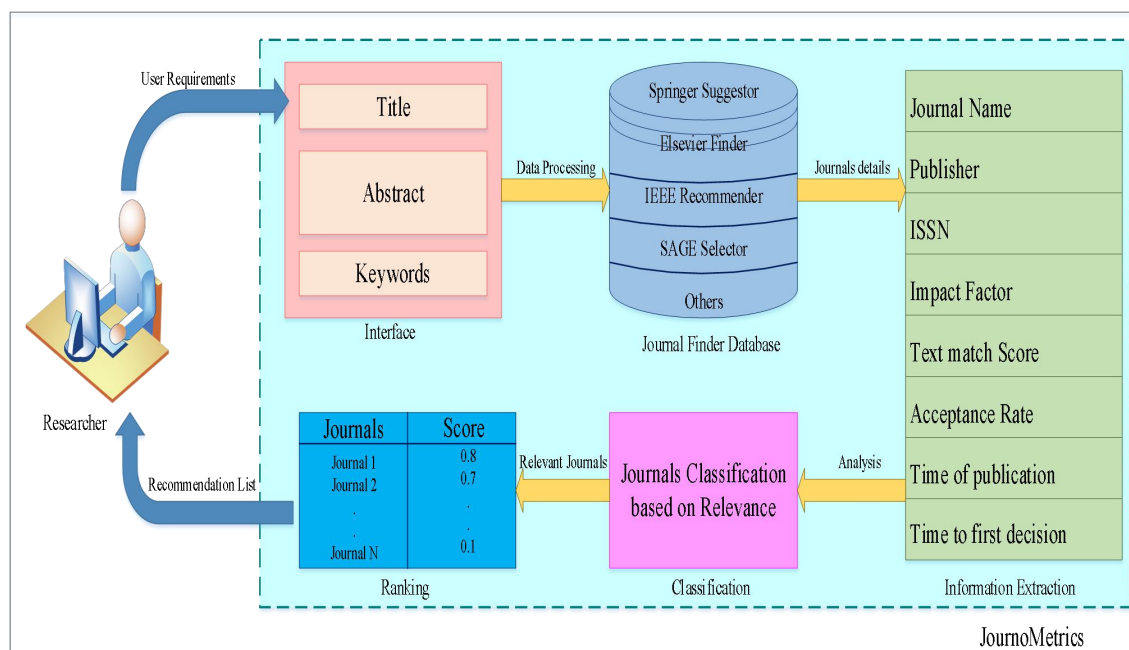 User Requirements
Title
Abstract
Keywords
Interface
Data Processing
Springer Suggestor
Elsevier Finder
IEEE Recommender
SAGE Selector
Others
Journal Finder Database
Journals details
Journal Name
Publisher
ISSN
Impact Factor
Text match Score
Acceptance Rate
Time of publication
Time to first decision
Information Extraction
Analysis
Journals Classification
based on Relevance
Classification
Relevant Journals
Journals Score
Journal 1 0.8
Journal 2 0.7
. .
. .
Journal N 0.1
Ranking
Recommendation List
Researcher
JournoMetrics